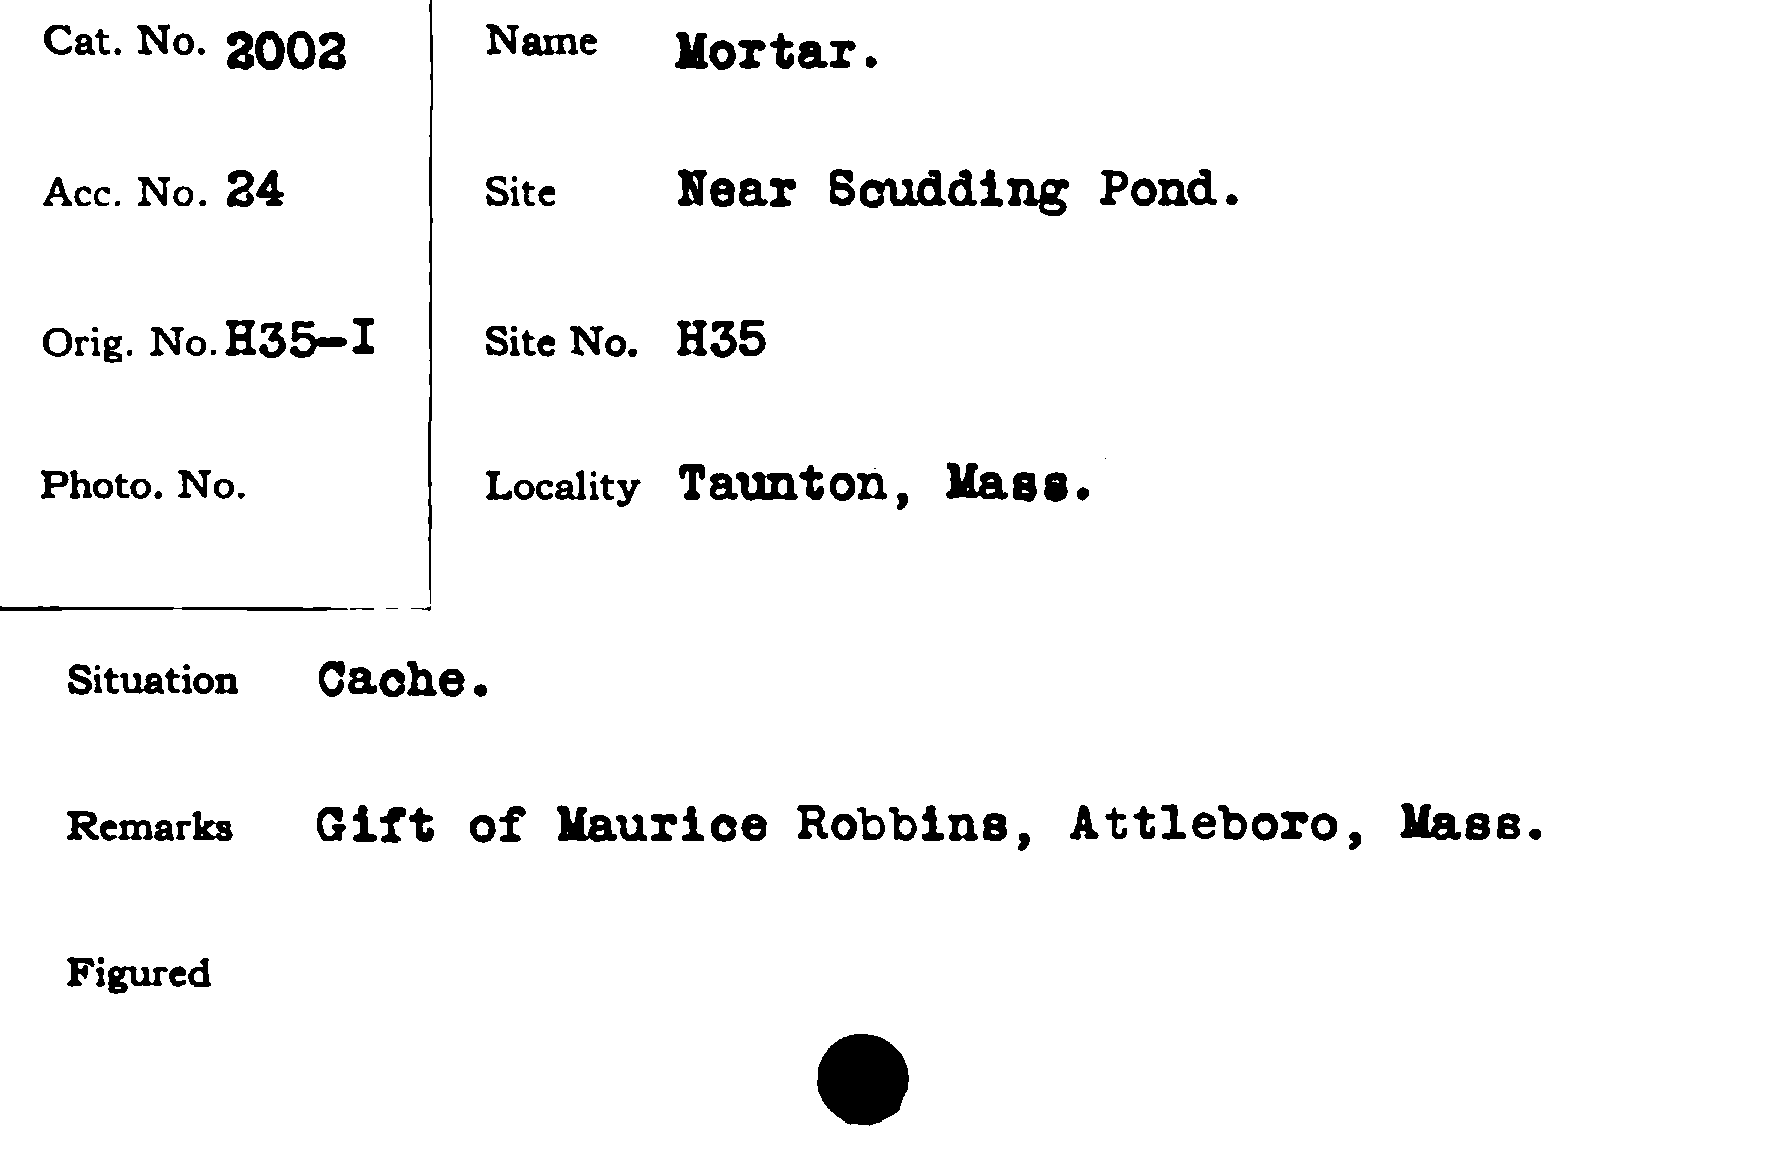 Cat. No. 2002
Name Mortar.
Acc. No. 24
Site Near Scudding Pond.
Orig. No. H35-I
Site No. H35
Photo. No.
Locality Taunton, Mass.
Situation Cache.
Remarks Gift of Maurice Robbins, Attleboro, Mass.
Figured